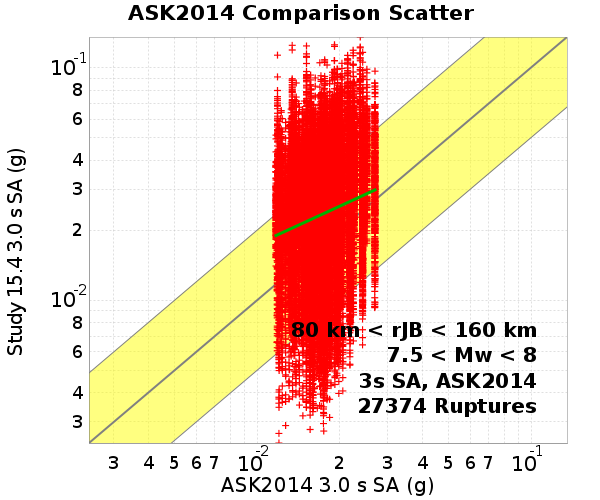 ASK2014 Comparison Scatter
Study 15.4 3.0 s SA (g)
10-1
8
6
4
3
2
10-2
8
6
4
3
80 km < rJB < 160 km
7.5 < Mw < 8
3s SA, ASK2014
27374 Ruptures
3 4 5 6 7 10-2 2 3 4 5 6 7 10-1
ASK2014 3.0 s SA (g)